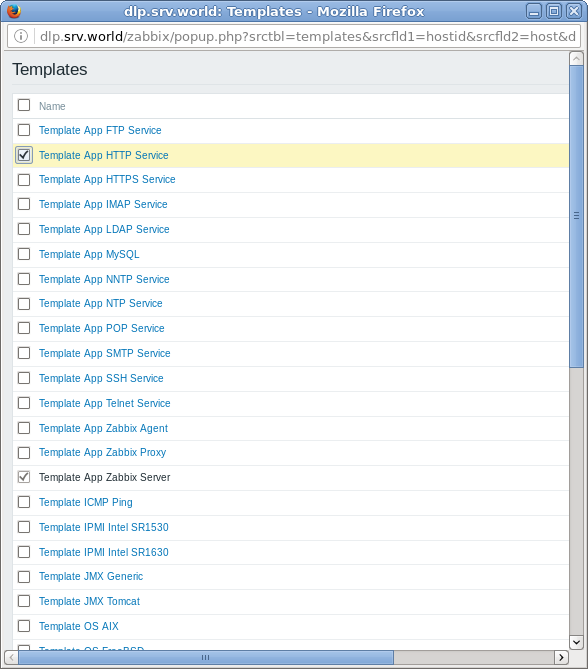 dlp.srv.world: Templates - Mozilla Firefox
dlp.srv.world/zabbix/popup.php?srctbl=templates&srcfld1=hostid&srcfld2=host&d
Templates
Name
Template App FTP Service
Template App HTTP Service
Template App HTTPS Service
Template App IMAP Service
Template App LDAP Service
Template App MySQL
Template App NNTP Service
Template App NTP Service
Template App POP Service
Template App SMTP Service
Template App SSH Service
Template App Telnet Service
Template App Zabbix Agent
Template App Zabbix Proxy
Template App Zabbix Server
Template ICMP Ping
Template IPMI Intel SR1530
Template IPMI Intel SR1630
Template JMX Generic
Template JMX Tomcat
Template OS AIX
Template OS FreeBSD